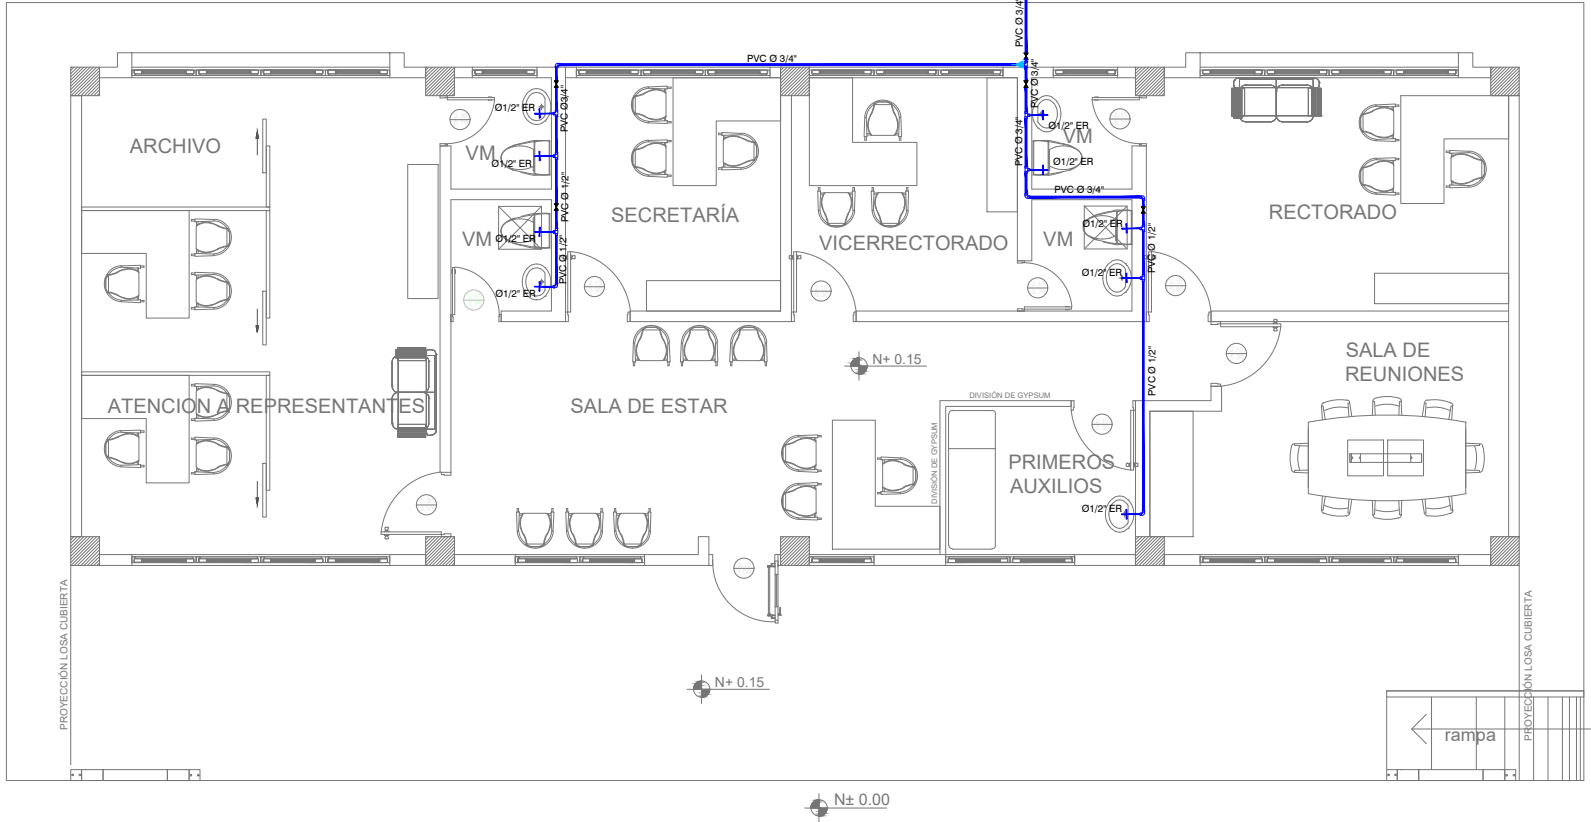 PVC Ø 3/4"
PVC Ø 3/4"
PVC Ø 3/4"
PVC Ø3/4"
PVC Ø 3/4"
Ø1/2" ER
Ø1/2" ER
ARCHIVO
VM
VM
Ø1/2" ER
Ø1/2" ER
PVC Ø 1/2"
PVC Ø 3/4"
SECRETARÍA
VICERRECTORADO
RECTORADO
VM
VM
Ø1/2" ER
Ø1/2" ER
PVC Ø 1/2"
PVC Ø 1/2"
Ø1/2" ER
Ø1/2" ER
N+ 0.15
PVC Ø 1/2"
SALA DE
REUNIONES
ATENCION A REPRESENTANTES
SALA DE ESTAR
DIVISIÓN DE GYPSUM
DIVISIÓN DE GYPSUM
PRIMEROS
AUXILIOS
Ø1/2" ER
PROYECCIÓN LOSA CUBIERTA
PROYECCIÓN LOSA CUBIERTA
N+ 0.15
rampa
N± 0.00